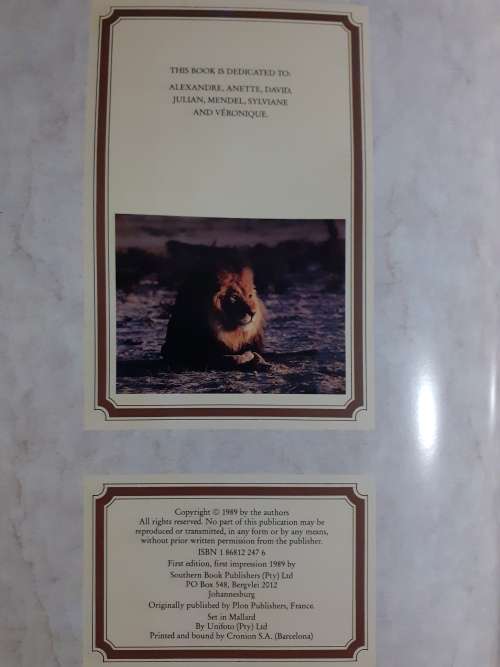 THIS BOOK IS DEDICATED TO:
ALEXANDRE, ANETTE, DAVID,
JULIAN, MENDEL, SYLVIANE
AND VÉRONIQUE.
Copyright © 1989 by the authors
All rights reserved. No part of this publication may be
reproduced or transmitted, in any form or by any means,
without prior written permission from the publisher.
ISBN 1 86812 247 6
First edition, first impression 1989 by
Southern Book Publishers (Pty) Ltd
PO Box 548, Bergvlei 2012
Johannesburg
Originally published by Plon Publishers, France.
Set in Mallard
By Unifoto (Pty) Ltd
Printed and bound by Cronion S.A. (Barcelona)